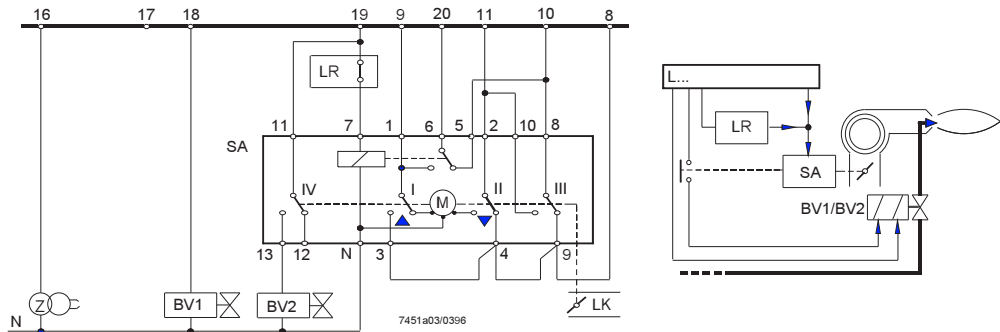 16 17 18 19 9 20 11 10 8
LR
11 7 1 6 5 2 10 8
SA
IV I M II III
13 12 N 3 4 9
Z BV1 BV2 LK
N
7451a03/0396
L...
LR
SA
BV1/BV2